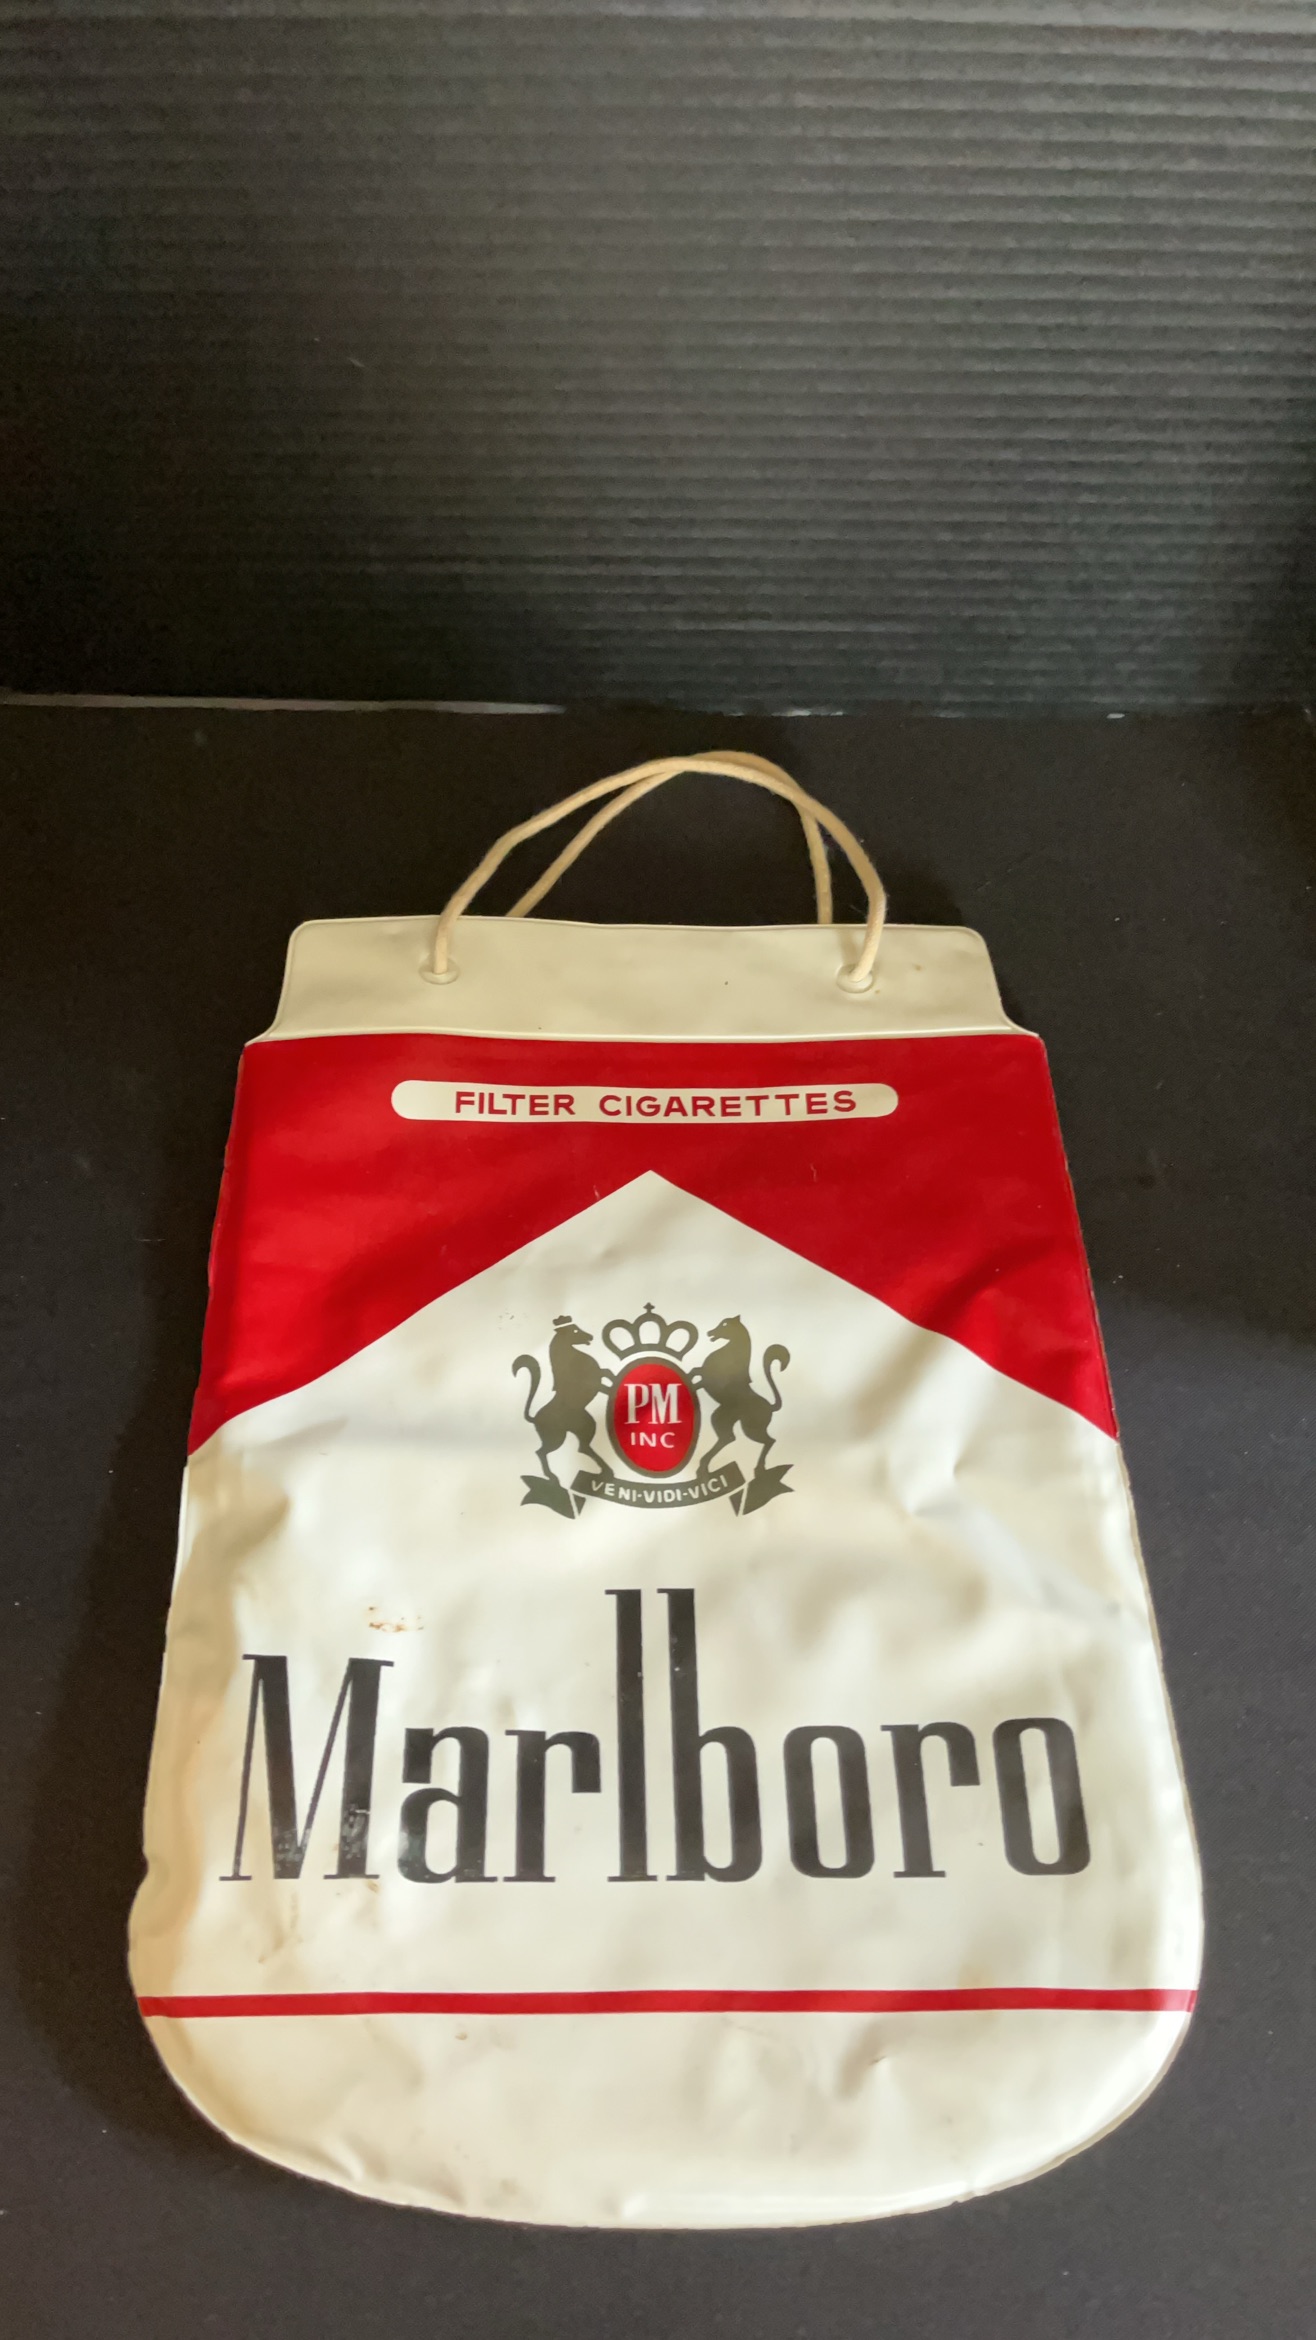 FILTER CIGARETTES
PM
INC
VENI-VIDI-VICI
Marlboro